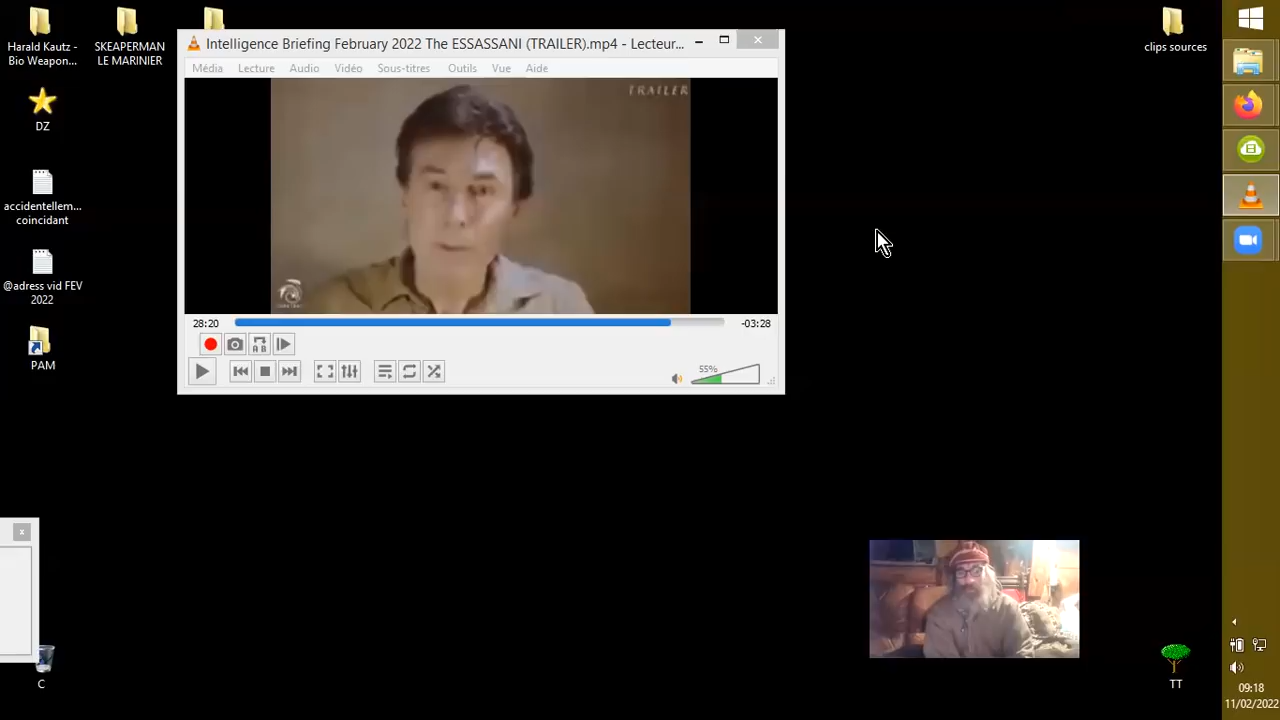 Harald Kautz -
Bio Weapon...
SKEAPERMAN
LE MARINIER
Intelligence Briefing February 2022 The ESSASSANI (TRAILER).mp4 - Lecteur...
Média Lecture Audio Vidéo Sous-titres Outils Vue Aide
TRAILER
28:20
-03:28
A B
55%
DZ
accidentellem...
coincidant
@adress vid FEV
2022
PAM
x
C
clips sources
TT
09:18
11/02/2022